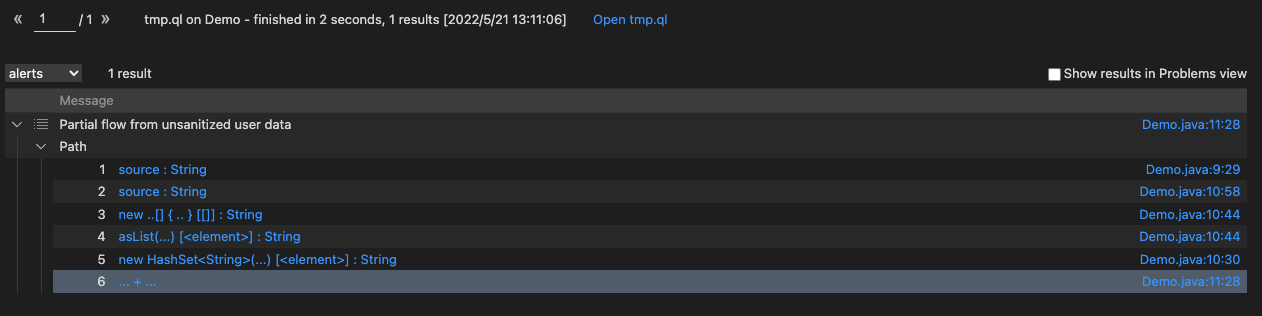 « 1 / 1 » tmp.ql on Demo - finished in 2 seconds, 1 results [2022/5/21 13:11:06] Open tmp.ql
alerts 1 result Show results in Problems view
Message
Partial flow from unsanitized user data Demo.java:11:28
Path
1 source : String Demo.java:9:29
2 source : String Demo.java:10:58
3 new ..[] { .. } [[]] : String Demo.java:10:44
4 asList(...) [<element>] : String Demo.java:10:44
5 new HashSet<String>(...) [<element>] : String Demo.java:10:30
6 ... + ... Demo.java:11:28